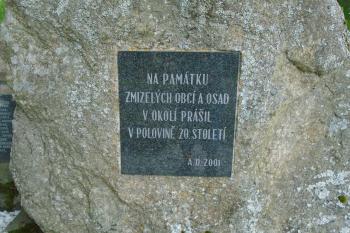 NA PAMÁTKU
ZMIZELÝCH OBCÍ A OSAD
V OKOLÍ PRÁŠIL
V POLOVINĚ 20. STOLETÍ
A.D. 2001